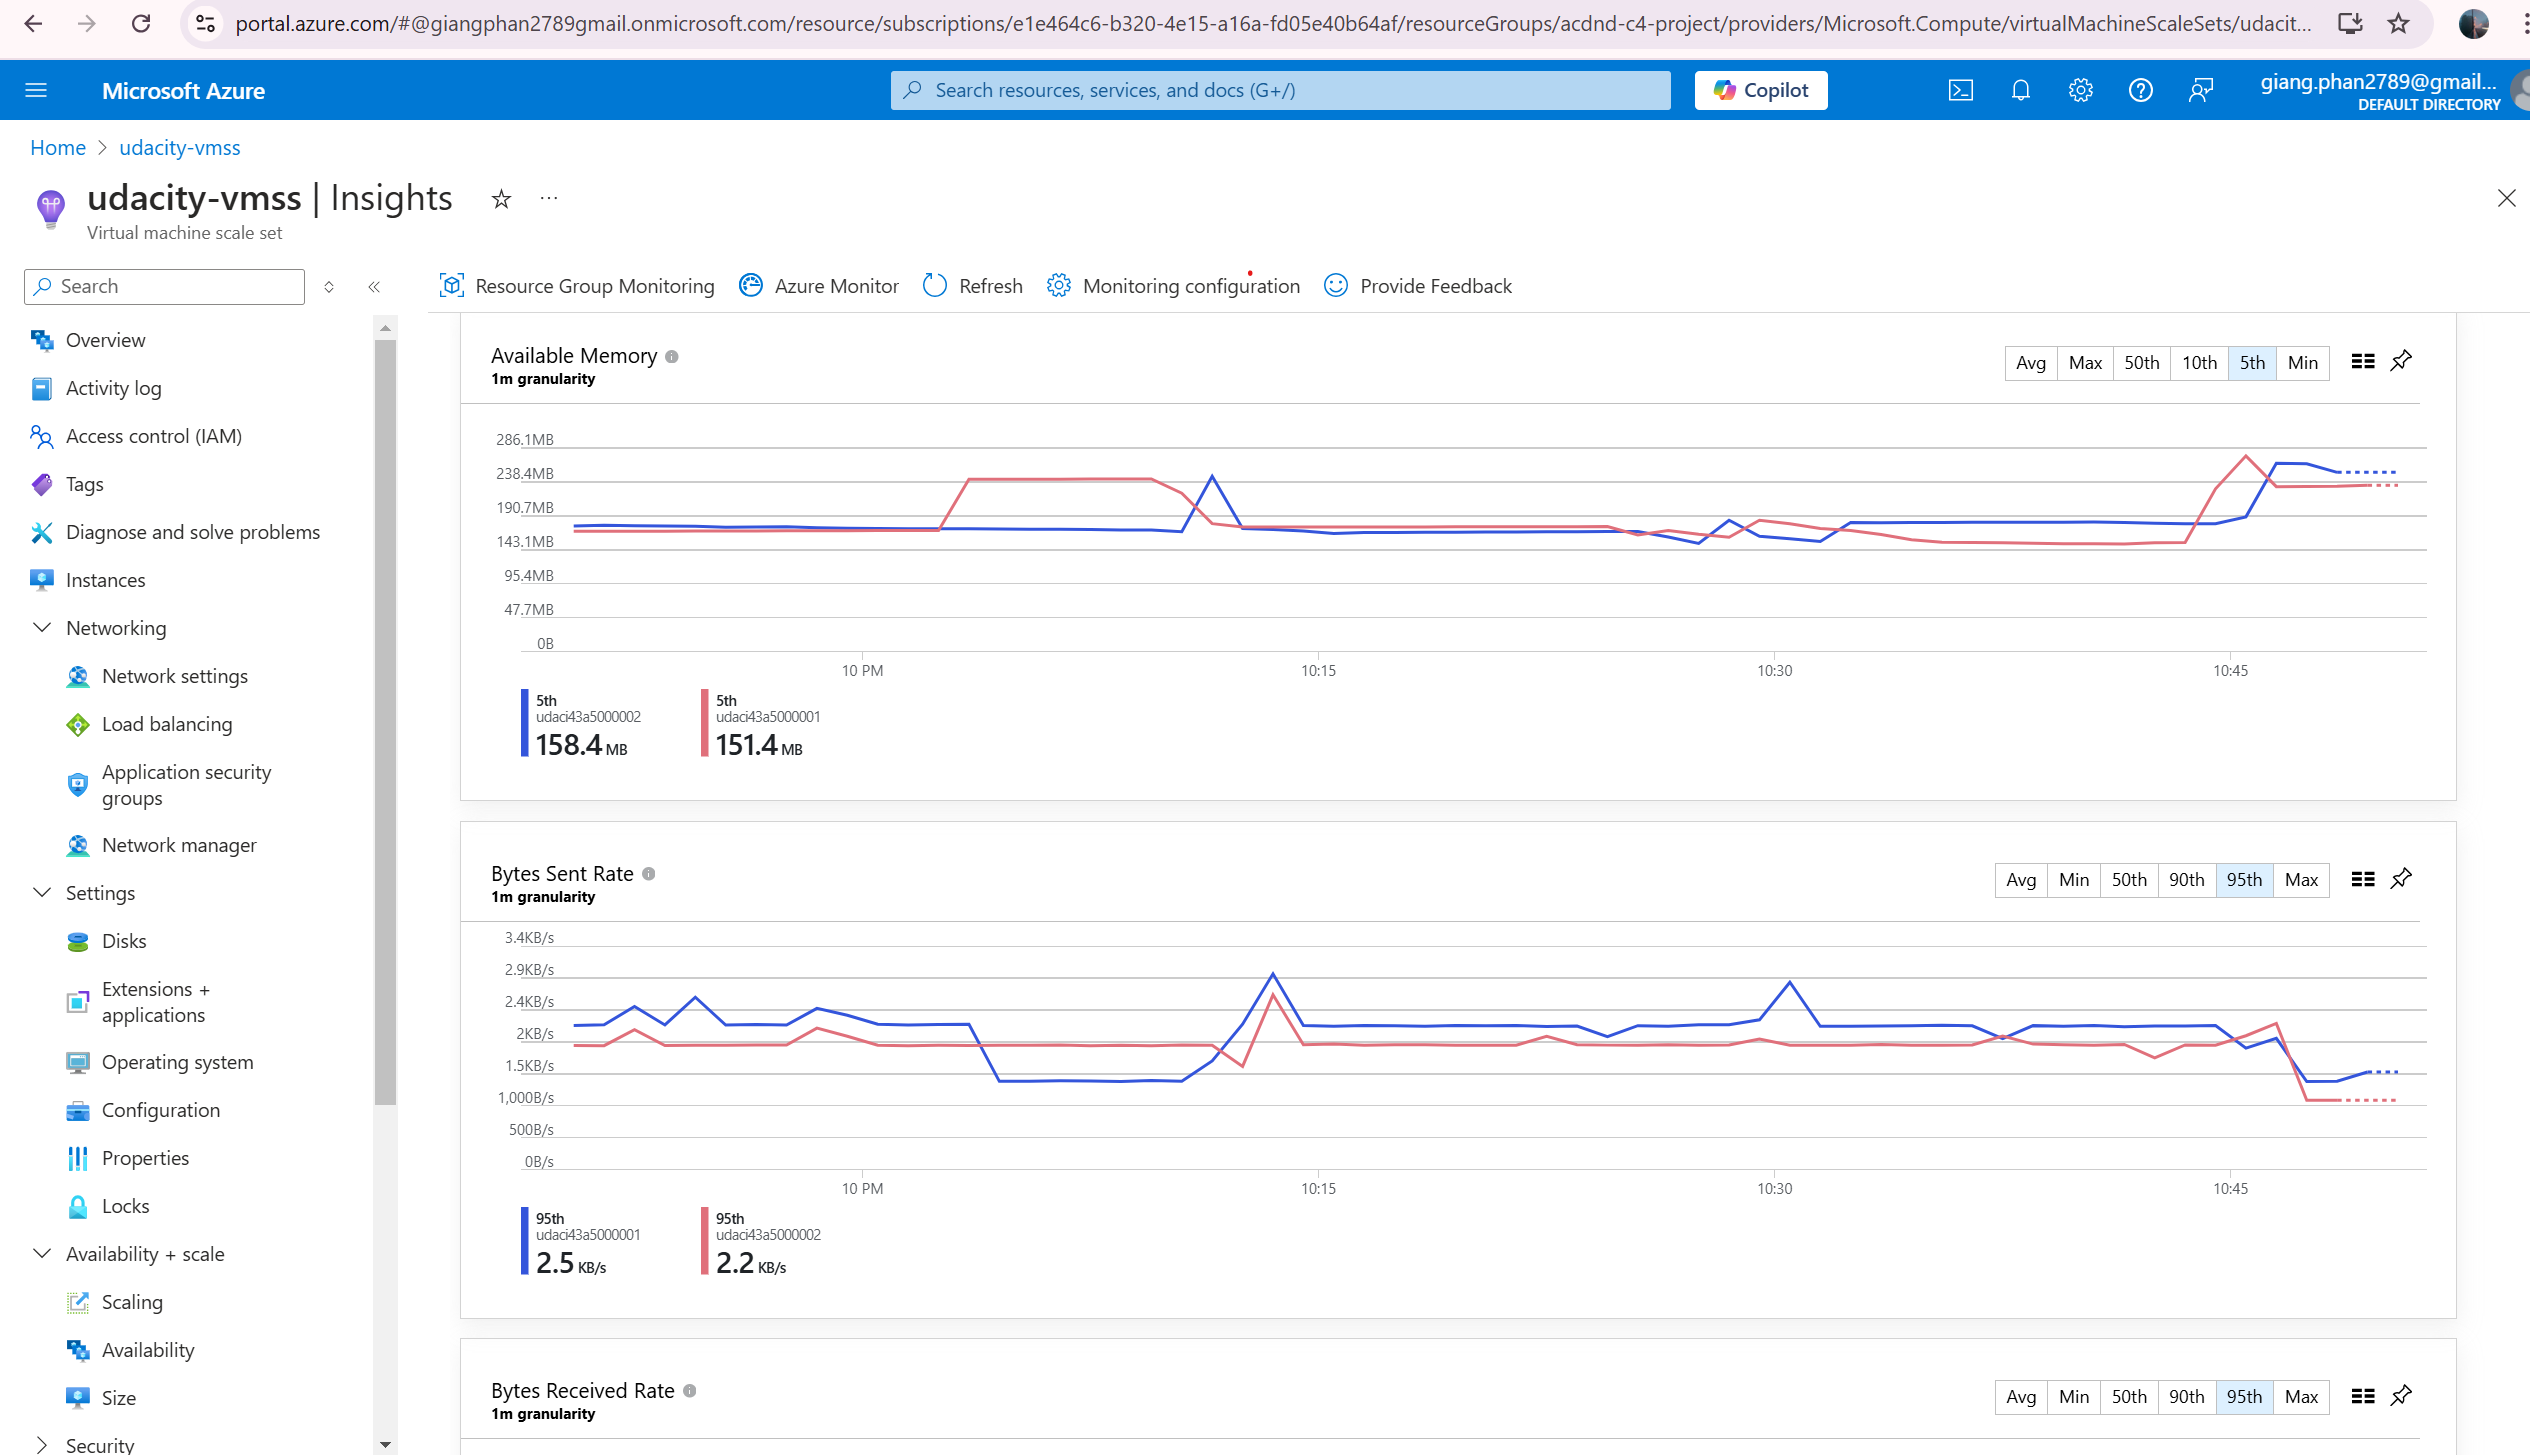 portal.azure.com/#@giangphan2789gmail.onmicrosoft.com/resource/subscriptions/e1e464c6-b320-4e15-a16a-fd05e40b64af/resourceGroups/acdnd-c4-project/providers/Microsoft.Compute/virtualMachineScaleSets/udacit...
Microsoft Azure
Search resources, services, and docs (G+/)
Copilot
giang.phan2789@gmail...
DEFAULT DIRECTORY
Home > udacity-vmss
udacity-vmss | Insights
Virtual machine scale set
Search
Resource Group Monitoring
Azure Monitor
Refresh
Monitoring configuration
Provide Feedback
Overview
Activity log
Access control (IAM)
Tags
Diagnose and solve problems
Instances
Networking
Network settings
Load balancing
Application security
groups
Network manager
Settings
Disks
Extensions +
applications
Operating system
Configuration
Properties
Locks
Availability + scale
Scaling
Availability
Size
Security
Available Memory
1m granularity
Avg Max 50th 10th 5th Min
286.1MB
238.4MB
190.7MB
143.1MB
95.4MB
47.7MB
0B
10 PM 10:15 10:30 10:45
5th
udaci43a5000002
158.4 MB
5th
udaci43a5000001
151.4 MB
Bytes Sent Rate
1m granularity
Avg Min 50th 90th 95th Max
3.4KB/s
2.9KB/s
2.4KB/s
2KB/s
1.5KB/s
1,000B/s
500B/s
0B/s
10 PM 10:15 10:30 10:45
95th
udaci43a5000001
2.5 KB/s
95th
udaci43a5000002
2.2 KB/s
Bytes Received Rate
1m granularity
Avg Min 50th 90th 95th Max